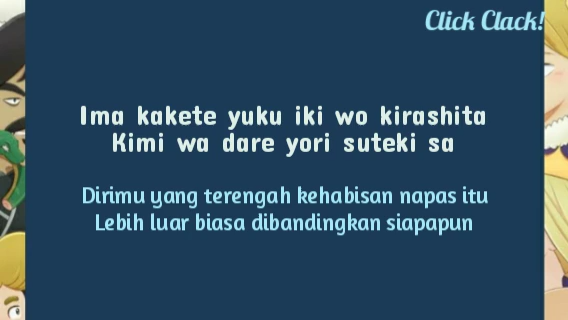 Click Clack!
Ima kakete yuku iki wo kirashita
Kimi wa dare yori suteki sa
Dirimu yang terengah kehabisan napas itu
Lebih luar biasa dibandingkan siapapun